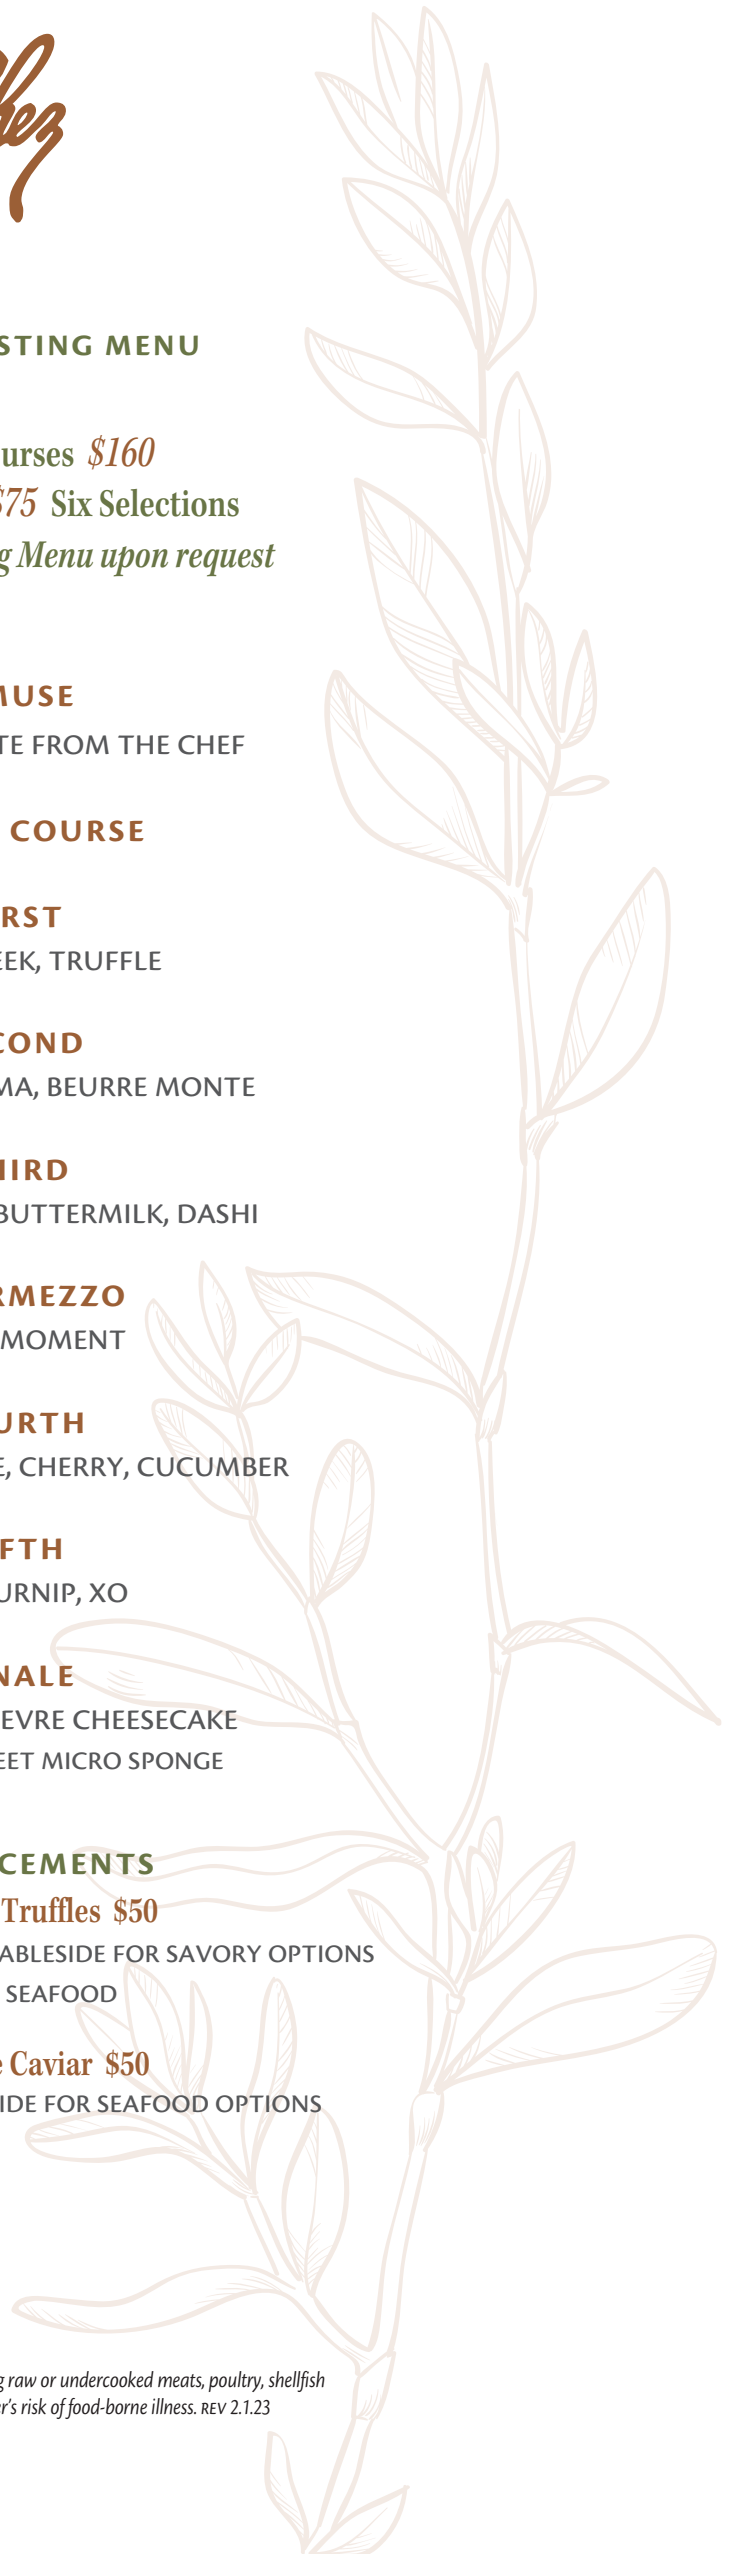 hez
STING MENU
urses $160
$75 Six Selections
g Menu upon request
MUSE
TE FROM THE CHEF
COURSE
RST
EEK, TRUFFLE
COND
MA, BEURRE MONTE
HIRD
BUTTERMILK, DASHI
RMEZZO
MOMENT
URTH
E, CHERRY, CUCUMBER
FTH
URNIP, XO
NALE
EVRE CHEESECAKE
EET MICRO SPONGE
CEMENTS
Truffles $50
ABLESIDE FOR SAVORY OPTIONS
SEAFOOD
e Caviar $50
IDE FOR SEAFOOD OPTIONS
g raw or undercooked meats, poultry, shellfish
r's risk of food-borne illness. REV 2.1.23